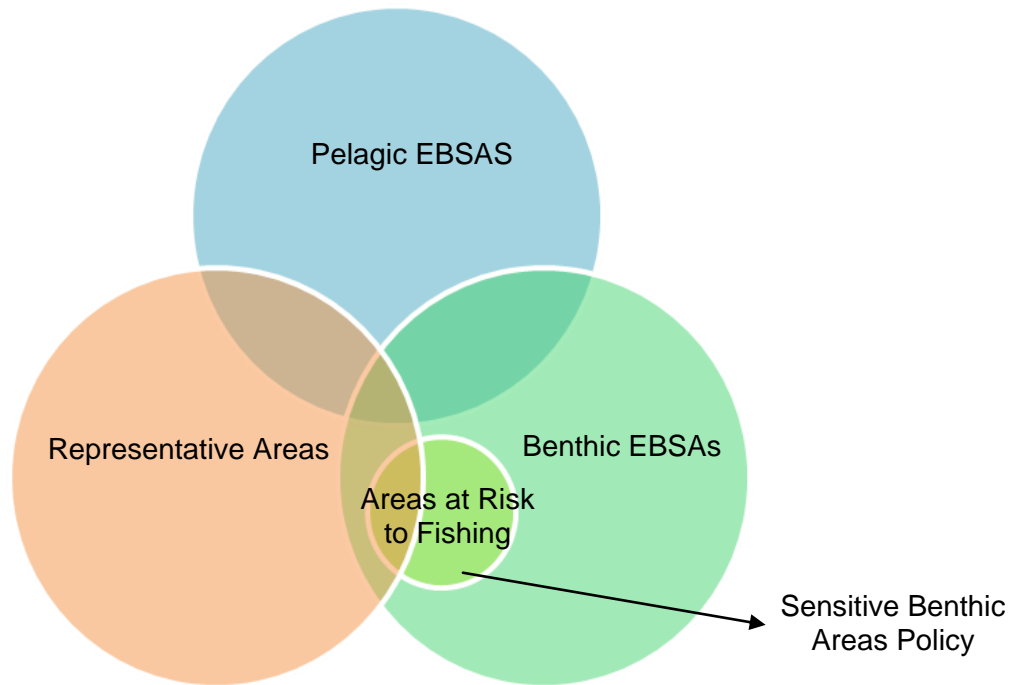 Pelagic EBSAS
Representative Areas
Benthic EBSAs
Areas at Risk
to Fishing
Sensitive Benthic
Areas Policy